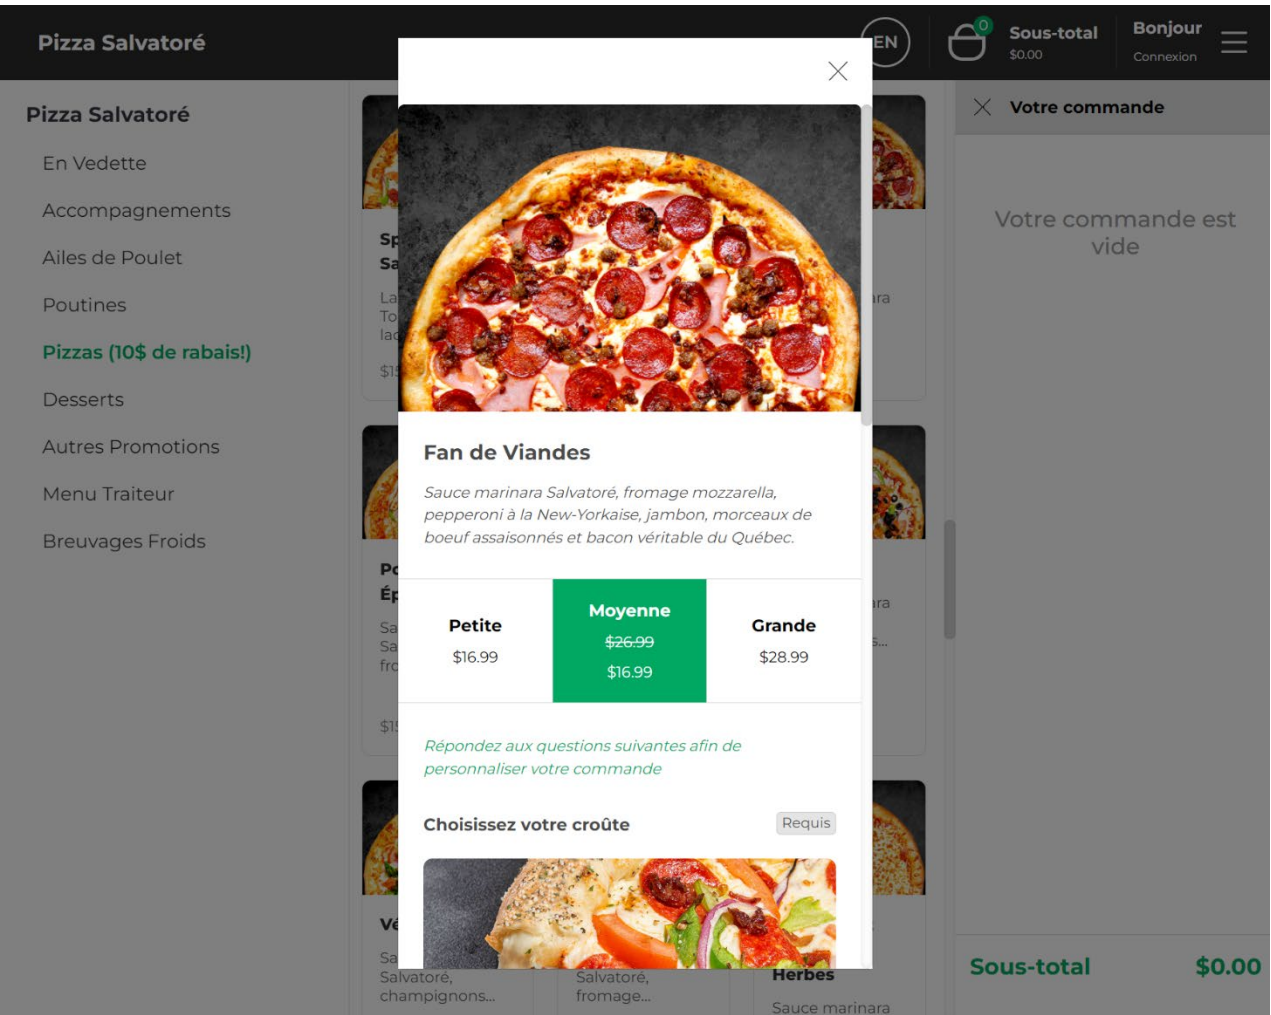 Pizza Salvatoré
EN
0
Sous-total
$0.00
Bonjour
Connexion
Pizza Salvatoré
En Vedette
Accompagnements
Ailes de Poulet
Poutines
Pizzas (10$ de rabais!)
Desserts
Autres Promotions
Menu Traiteur
Breuvages Froids
Fan de Viandes
Sauce marinara Salvatoré, fromage mozzarella,
pepperoni à la New-Yorkaise, jambon, morceaux de
boeuf assaisonnés et bacon véritable du Québec.
Petite
$16.99
Moyenne
$26.99
$16.99
Grande
$28.99
Répondez aux questions suivantes afin de
personnaliser votre commande
Choisissez votre croûte
Requis
Salvatoré,
champignons...
Salvatoré,
fromage...
Herbes
Sauce marinara
Votre commande
Votre commande est
vide
Sous-total
$0.00